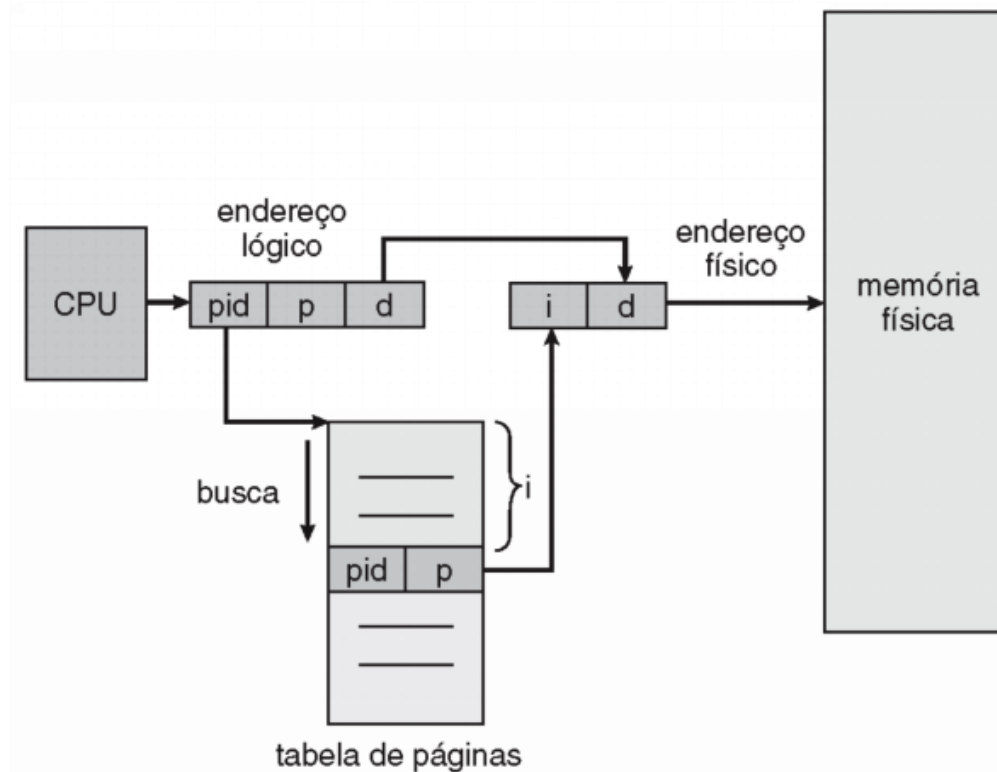 endereço
lógico
CPU
pid p d
i d
endereço
físico
memória
física
busca
i
pid p
tabela de páginas